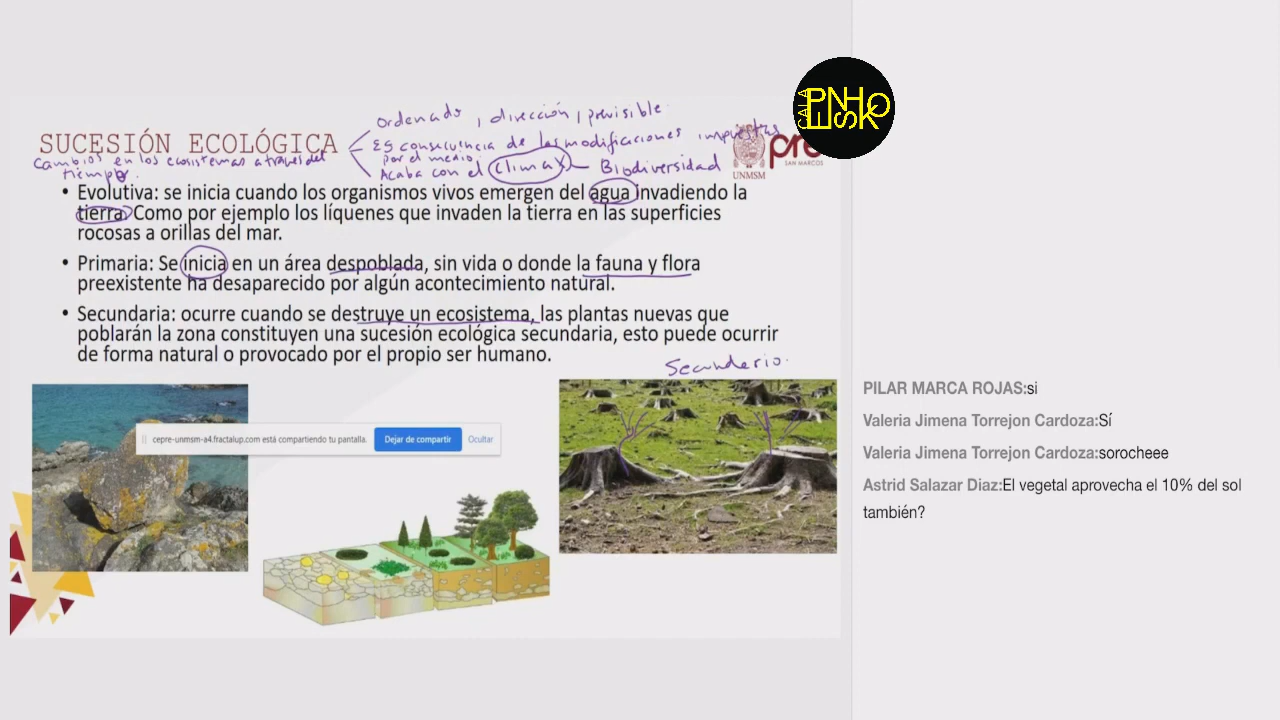 CALA
PENHO
ELSK
Ordenado, dirección, previsible.
SUCESIÓN ECOLÓGICA
Es consecuencia de las modificaciones impuestas
por el medio.
Acaba con el climax – Biodiversidad
cambios en los ecosistemas a traves del
tiempo.
UNMSM
pre
SAN MARCOS
• Evolutiva: se inicia cuando los organismos vivos emergen del agua invadiendo la
tierra. Como por ejemplo los líquenes que invaden la tierra en las superficies
rocosas a orillas del mar.
• Primaria: Se inicia en un área despoblada, sin vida o donde la fauna y flora
preexistente ha desaparecido por algún acontecimiento natural.
• Secundaria: ocurre cuando se destruye un ecosistema, las plantas nuevas que
poblarán la zona constituyen una sucesión ecológica secundaria, esto puede ocurrir
de forma natural o provocado por el propio ser humano.
Secundario.
cepre-unmsm-a4.fractalup.com está compartiendo tu pantalla.
Dejar de compartir
Ocultar
PILAR MARCA ROJAS:si
Valeria Jimena Torrejon Cardoza:Sí
Valeria Jimena Torrejon Cardoza:sorocheee
Astrid Salazar Diaz:El vegetal aprovecha el 10% del sol
también?